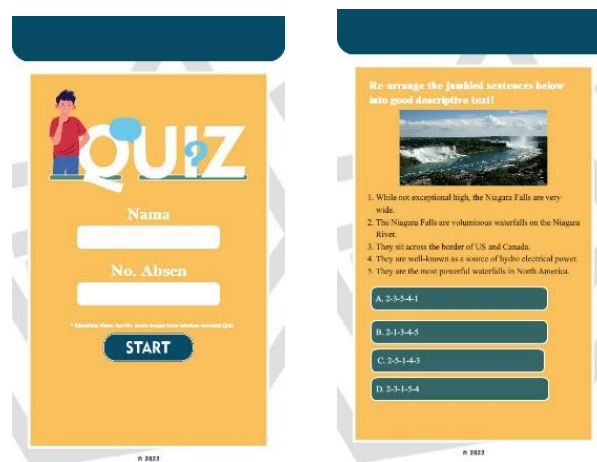 QUIZ
Nama
No. Absen
START
© 2022
Re-arrange the jumbled sentences below
into good descriptive text!
1. While not exceptional high, the Niagara Falls are very
wide.
2. The Niagara Falls are voluminous waterfalls on the Niagara
River.
3. They sit across the border of US and Canada.
4. They are well-known as a source of hydro electrical power.
5. They are the most powerful waterfalls in North America.
A. 2-3-5-4-1
B. 2-1-3-4-5
C. 2-5-1-4-3
D. 2-3-1-5-4
2022